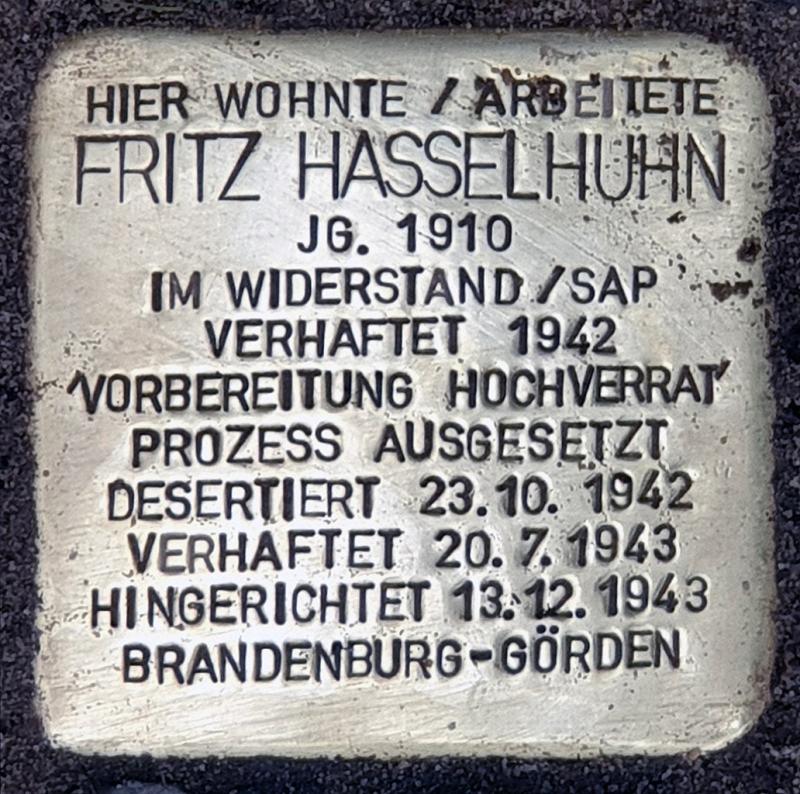 HIER WOHNTE / ARBEITETE
FRITZ HASSELHUHN
JG. 1910
IM WIDERSTAND / SAP
VERHAFTET 1942
'VORBEREITUNG HOCHVERRAT'
PROZESS AUSGESETZT
DESERTIERT 23.10. 1942
VERHAFTET 20. 7. 1943
HINGERICHTET 13.12. 1943
BRANDENBURG-GÖRDEN